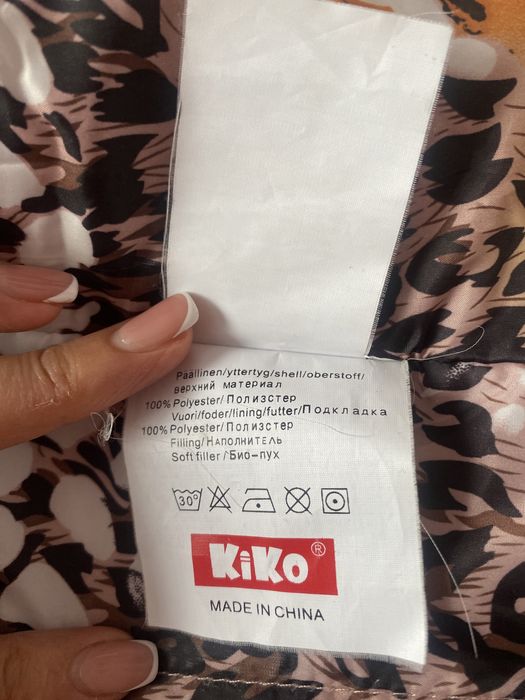 Päällinen/yttertyg/shell/oberstoff/
верхний материал
100% Polyester/Полиэстер
Vuori/foder/lining/futter/Подкладка
100% Polyester/Полиэстер
Filling/Наполнитель
Soft filler/Био-пух
30°
KiKO®
MADE IN CHINA